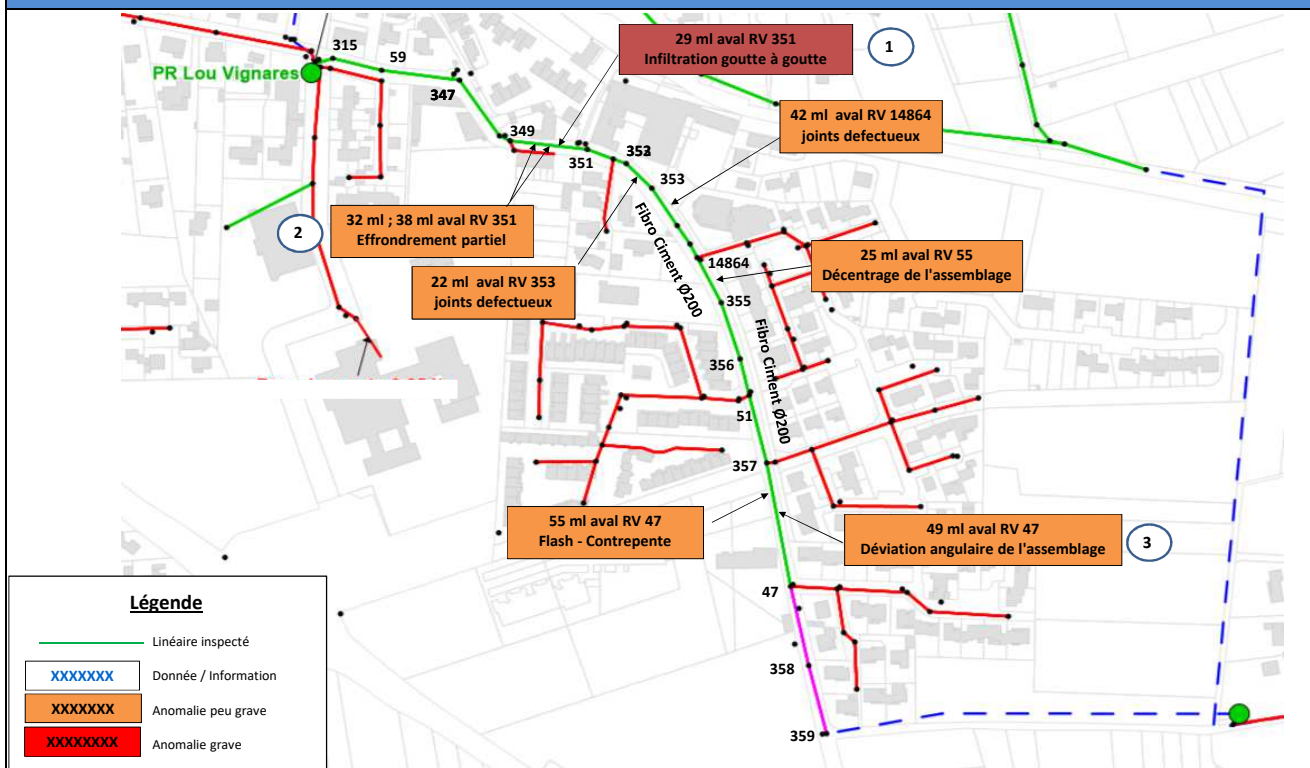 29 ml aval RV 351
Infiltration goutte à goutte
1
315
59
PR Lou Vignares
347
42 ml aval RV 14864
joints defectueux
349
351
353
353
32 ml ; 38 ml aval RV 351
Effrondrement partiel
2
Fibro Ciment Ø200
22 ml aval RV 353
joints defectueux
14864
25 ml aval RV 55
Décentrage de l'assemblage
355
Fibro Ciment Ø200
356
51
357
55 ml aval RV 47
Flash - Contrepente
49 ml aval RV 47
Déviation angulaire de l'assemblage
3
47
358
359
Légende
Linéaire inspecté
XXXXXXX
Donnée / Information
XXXXXXX
Anomalie peu grave
XXXXXXXX
Anomalie grave